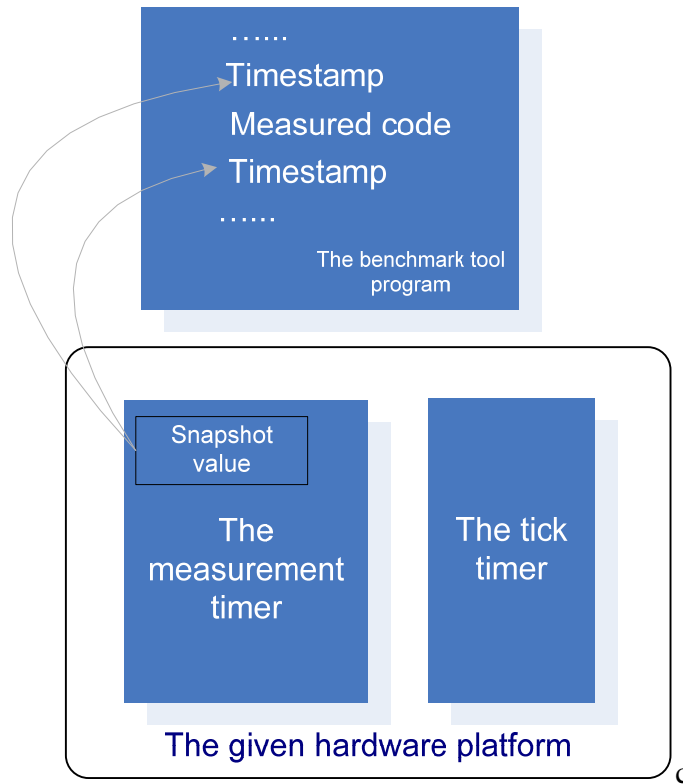 …...
Timestamp
Measured code
Timestamp
…...
The benchmark tool
program
Snapshot
value
The
measurement
timer
The tick
timer
The given hardware platform